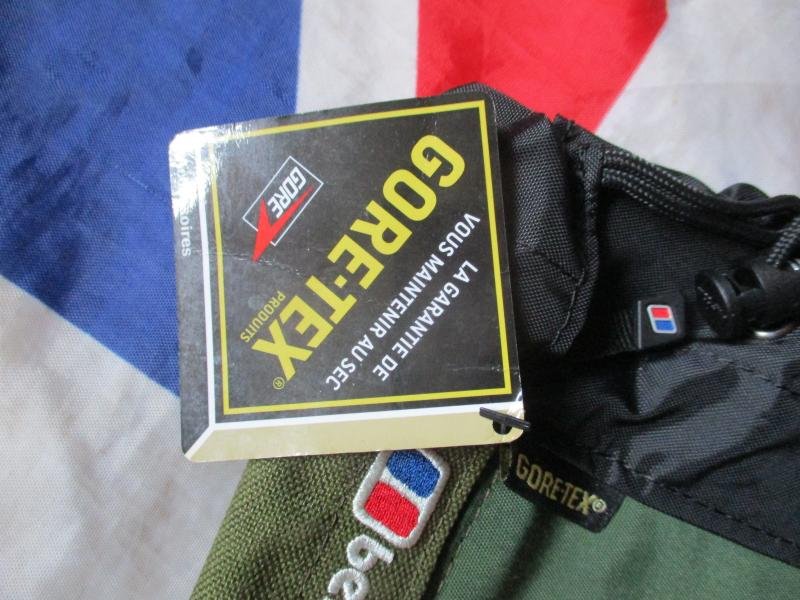 GORE
GORE-TEX®
PRODUITS
LA GARANTIE DE
VOUS MAINTENIR AU SEC
GORE-TEX®